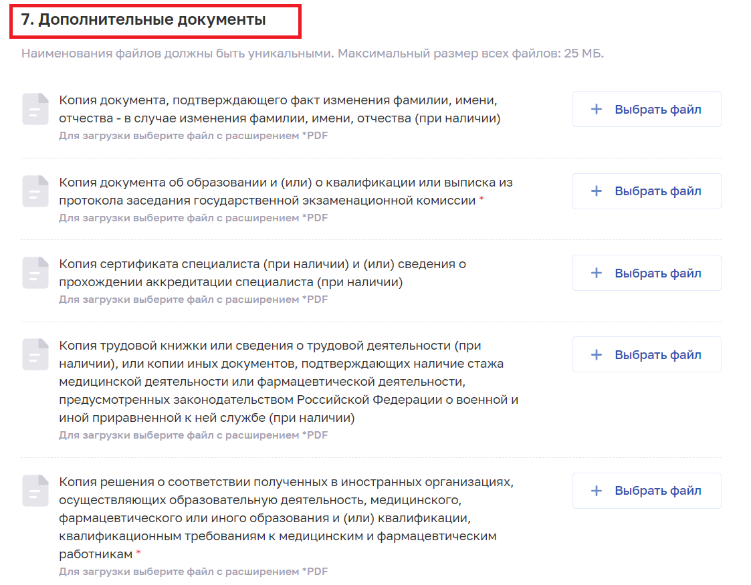 7. Дополнительные документы
Наименования файлов должны быть уникальными. Максимальный размер всех файлов: 25 МБ.
Копия документа, подтверждающего факт изменения фамилии, имени,
отчества - в случае изменения фамилии, имени, отчества (при наличии)
Для загрузки выберите файл с расширением *PDF
+ Выбрать файл
Копия документа об образовании и (или) о квалификации или выписка из
протокола заседания государственной экзаменационной комиссии *
Для загрузки выберите файл с расширением *PDF
+ Выбрать файл
Копия сертификата специалиста (при наличии) и (или) сведения о
прохождении аккредитации специалиста (при наличии)
Для загрузки выберите файл с расширением *PDF
+ Выбрать файл
Копия трудовой книжки или сведения о трудовой деятельности (при
наличии), или копии иных документов, подтверждающих наличие стажа
медицинской деятельности или фармацевтической деятельности,
предусмотренных законодательством Российской Федерации о военной и
иной приравненной к ней службе (при наличии)
Для загрузки выберите файл с расширением *PDF
+ Выбрать файл
Копия решения о соответствии полученных в иностранных организациях,
осуществляющих образовательную деятельность, медицинского,
фармацевтического или иного образования и (или) квалификации,
квалификационным требованиям к медицинским и фармацевтическим
работникам *
Для загрузки выберите файл с расширением *PDF
+ Выбрать файл